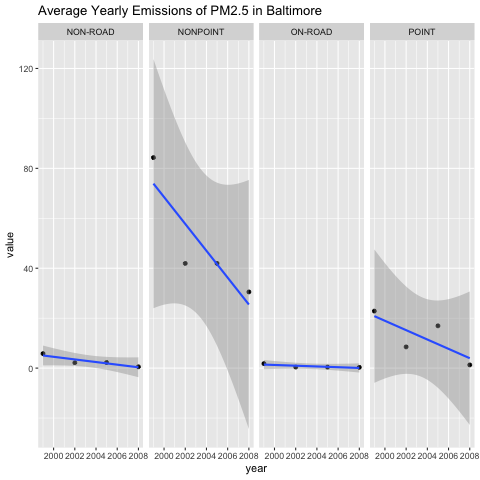 Average Yearly Emissions of PM2.5 in Baltimore
NON-ROAD NONPOINT ON-ROAD POINT
120
80
40
0
2000 2002 2004 2006 2008 2000 2002 2004 2006 2008 2000 2002 2004 2006 2008 2000 2002 2004 2006 2008
value
year